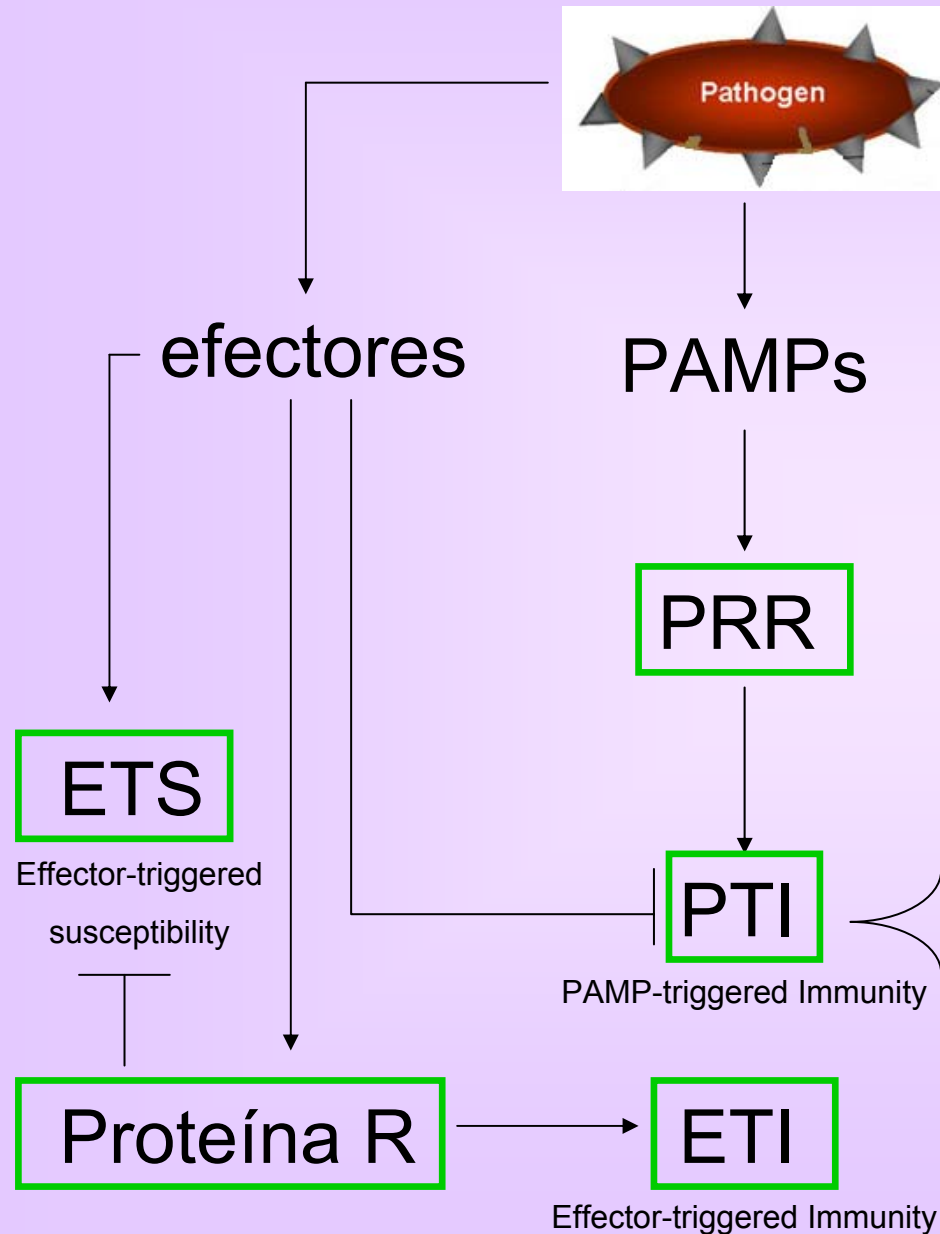 Pathogen
efectores
PAMPs
PRR
ETS
Effector-triggered
susceptibility
PTI
PAMP-triggered Immunity
Proteína R
ETI
Effector-triggered Immunity